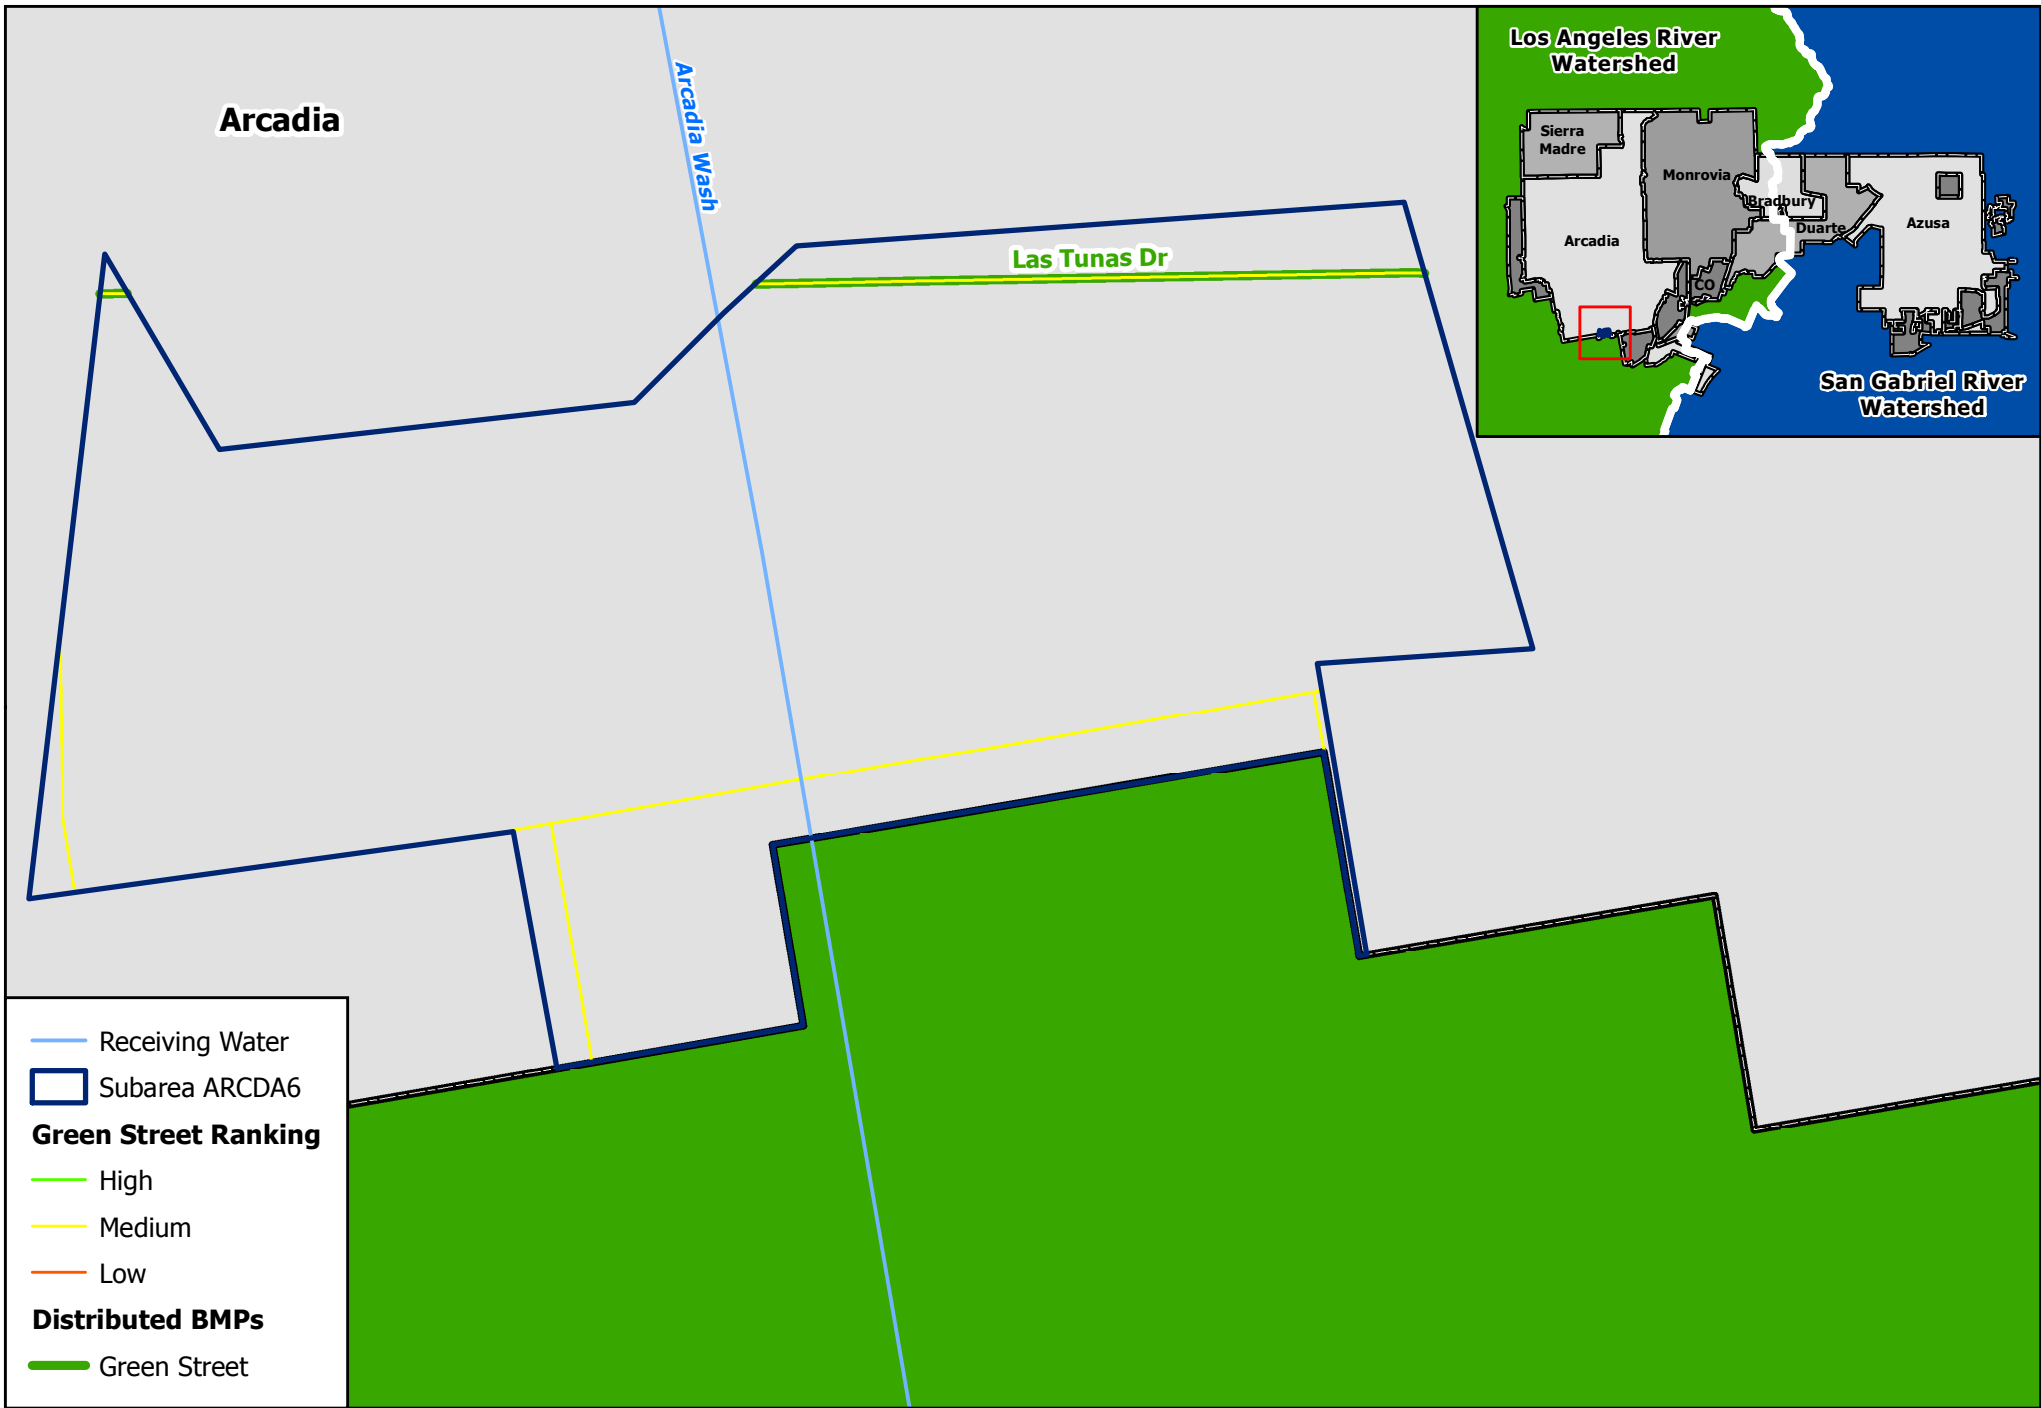 Arcadia
Arcadia Wash
Las Tunas Dr
Los Angeles River
Watershed
Sierra
Madre
Monrovia
Bradbury
Duarte
Azusa
Arcadia
CO
San Gabriel River
Watershed
Receiving Water
Subarea ARCDA6
Green Street Ranking
High
Medium
Low
Distributed BMPs
Green Street